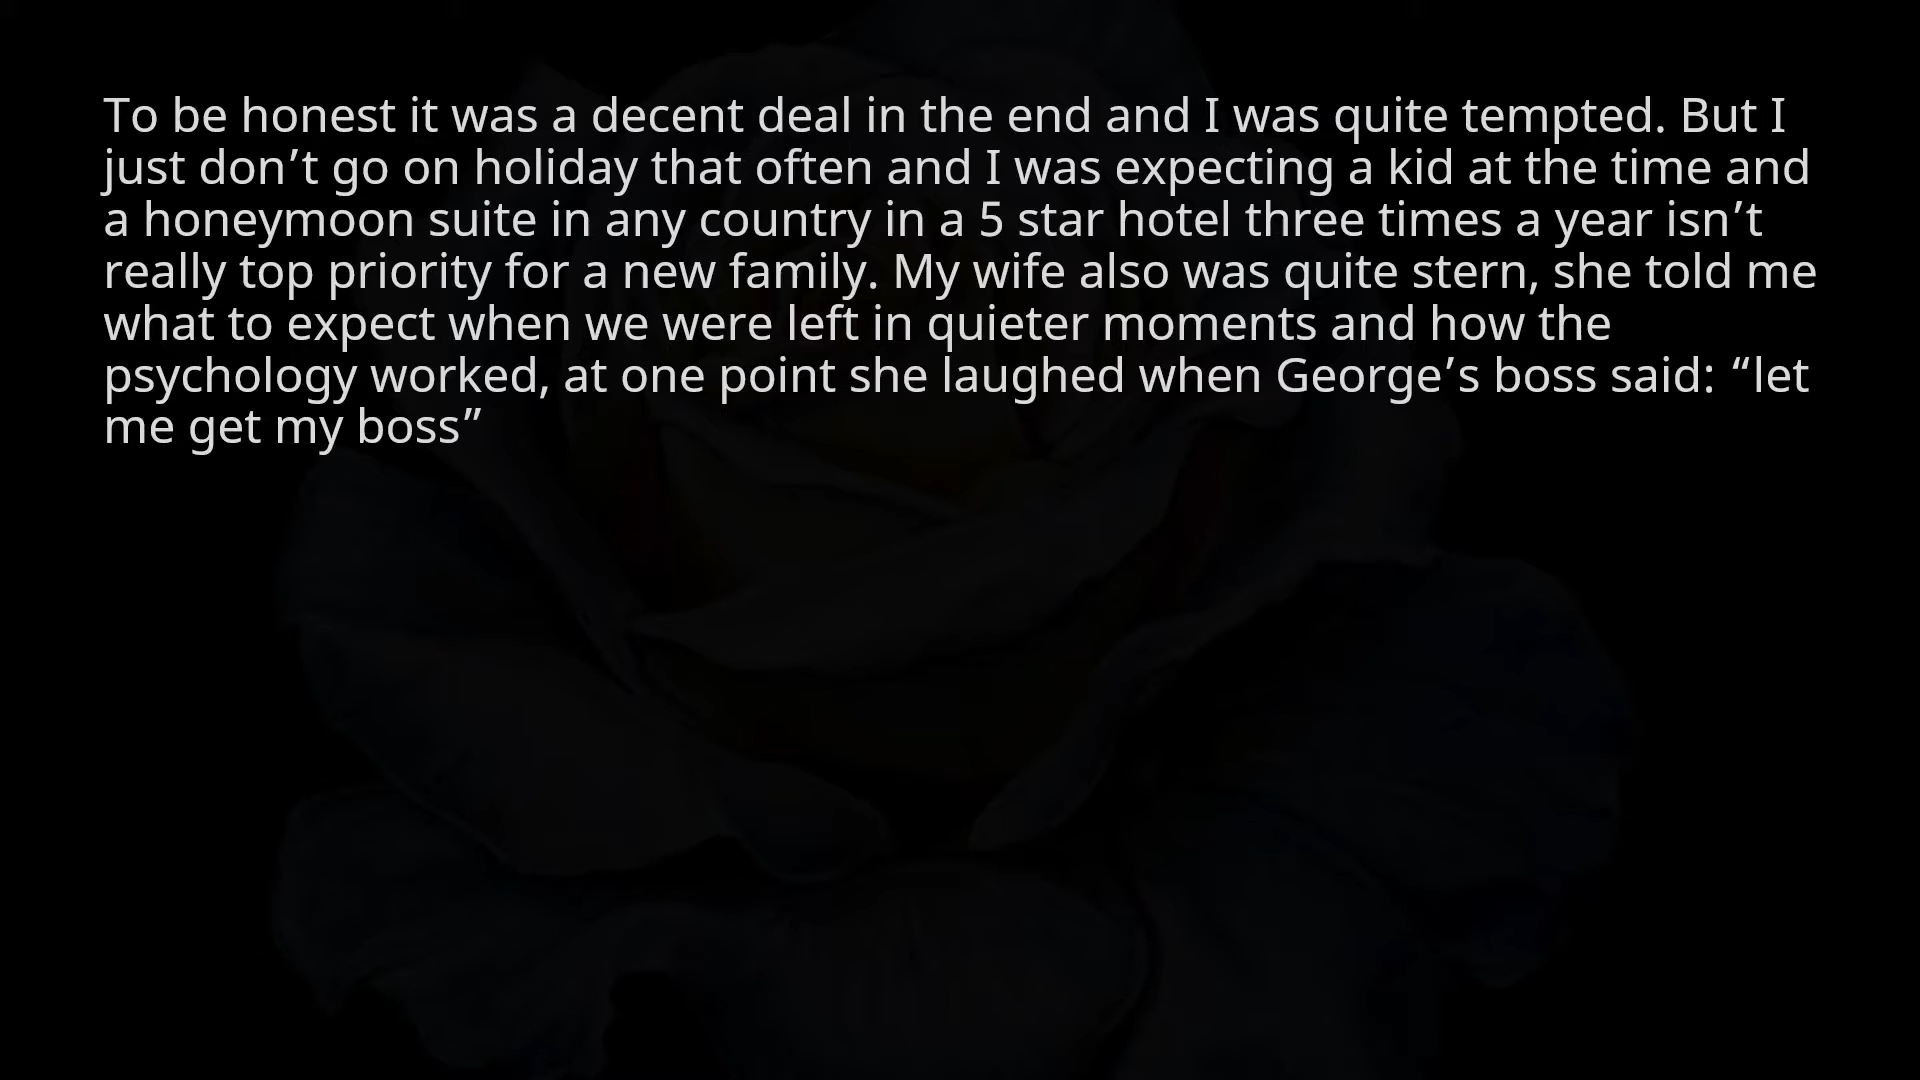 To be honest it was a decent deal in the end and I was quite tempted. But I
just don’t go on holiday that often and I was expecting a kid at the time and
a honeymoon suite in any country in a 5 star hotel three times a year isn’t
really top priority for a new family. My wife also was quite stern, she told me
what to expect when we were left in quieter moments and how the
psychology worked, at one point she laughed when George’s boss said: “let
me get my boss”